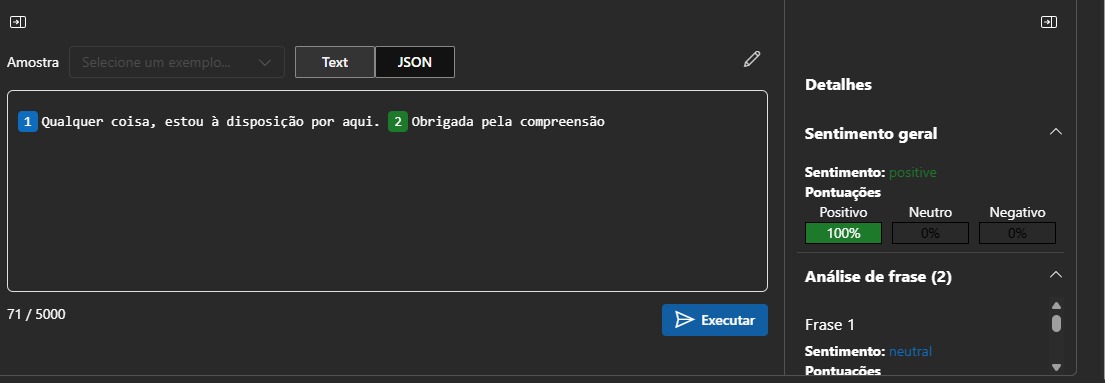 Amostra Selecione um exemplo... Text JSON
1 Qualquer coisa, estou à disposição por aqui. 2 Obrigada pela compreensão
71 / 5000
Executar
Detalhes
Sentimento geral
Sentimento: positive
Pontuações
Positivo Neutro Negativo
100% 0% 0%
Análise de frase (2)
Frase 1
Sentimento: neutral
Pontuações